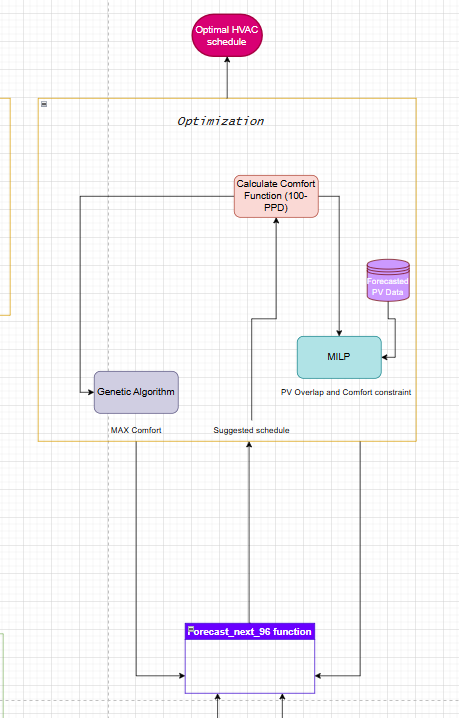 Optimal HVAC
schedule
Optimization
Calculate Comfort
Function (100-
PPD)
Forecasted
PV Data
MILP
PV Overlap and Comfort constraint
Genetic Algorithm
MAX Comfort
Suggested schedule
Forecast_next_96 function